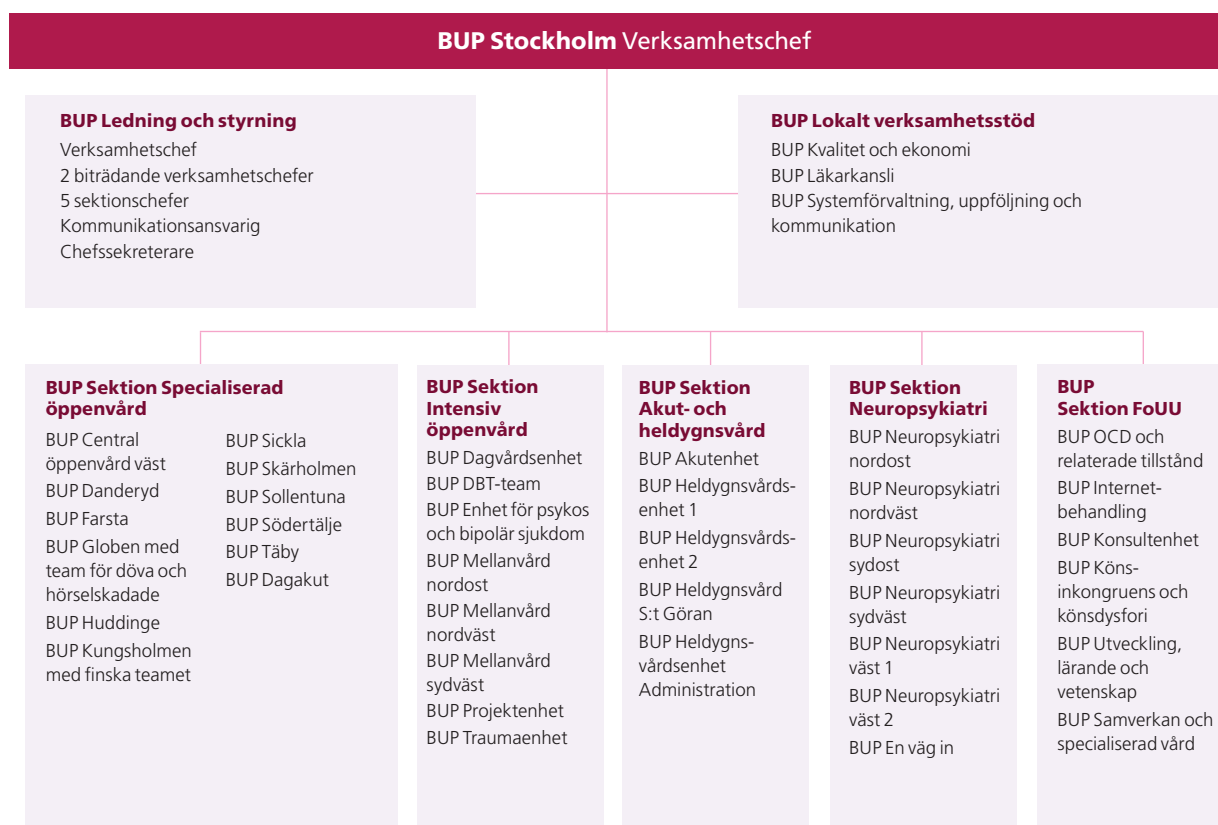 BUP Stockholm Verksamhetschef
BUP Ledning och styrning
Verksamhetschef
2 biträdande verksamhetschefer
5 sektionschefer
Kommunikationsansvarig
Chefssekreterare
BUP Lokalt verksamhetsstöd
BUP Kvalitet och ekonomi
BUP Läkarkansli
BUP Systemförvaltning, uppföljning och
kommunikation
BUP Sektion Specialiserad
öppenvård
BUP Central
öppenvård väst
BUP Danderyd
BUP Farsta
BUP Globen med
team för döva och
hörselskadade
BUP Huddinge
BUP Kungsholmen
med finska teamet
BUP Sickla
BUP Skärholmen
BUP Sollentuna
BUP Södertälje
BUP Täby
BUP Dagakut
BUP Sektion
Intensiv
öppenvård
BUP Dagvårdsenhet
BUP DBT-team
BUP Enhet för psykos
och bipolär sjukdom
BUP Mellanvård
nordost
BUP Mellanvård
nordväst
BUP Mellanvård
sydväst
BUP Projektenhet
BUP Traumaenhet
BUP Sektion
Akut- och
heldygnsvård
BUP Akutenhet
BUP Heldygnsvårds-
enhet 1
BUP Heldygnsvårds-
enhet 2
BUP Heldygnsvård
S:t Göran
BUP Heldygns-
vårdsenhet
Administration
BUP Sektion
Neuropsykiatri
BUP Neuropsykiatri
nordost
BUP Neuropsykiatri
nordväst
BUP Neuropsykiatri
sydost
BUP Neuropsykiatri
sydväst
BUP Neuropsykiatri
väst 1
BUP Neuropsykiatri
väst 2
BUP En väg in
BUP
Sektion FoUU
BUP OCD och
relaterade tillstånd
BUP Internet-
behandling
BUP Konsultenhet
BUP Köns-
inkongruens och
könsdysfori
BUP Utveckling,
lärande och
vetenskap
BUP Samverkan och
specialiserad vård